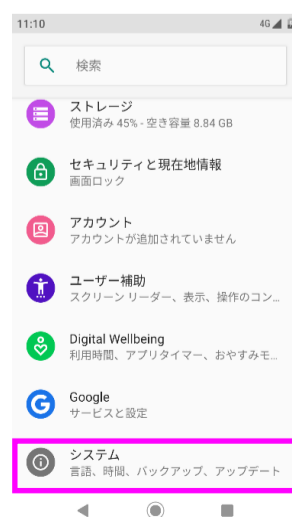 11:10
4G
検索
ストレージ
使用済み 45% - 空き容量 8.84 GB
セキュリティと現在地情報
画面ロック
アカウント
アカウントが追加されていません
ユーザー補助
スクリーン リーダー、表示、操作のコン...
Digital Wellbeing
利用時間、アプリタイマー、おやすみモ...
Google
サービスと設定
システム
言語、時間、バックアップ、アップデート